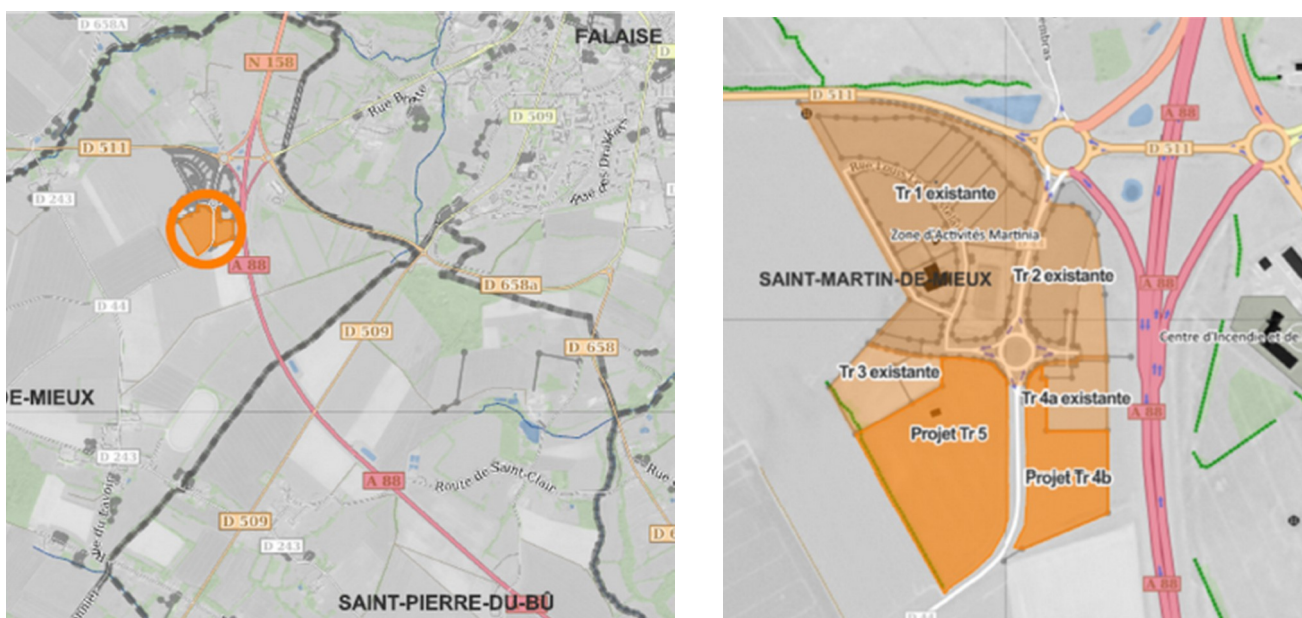 D 658A
FALAISE
N 158
D 509
D 511
D 243
A 88
D 44
D 658a
D 509
D 658
DE-MIEUX
D 243
A 88
Route de Saint-Clair
D 509
D 243
SAINT-PIERRE-DU-BÛ
D 511
A 88
D 511
Tr 1 existante
Zone d'Activités Martinia
Tr 2 existante
SAINT-MARTIN-DE-MIEUX
A 88
Centre d'Incendie et de
Tr 3 existante
Tr 4a existante
A 88
Projet Tr 5
Projet Tr 4b
A 88